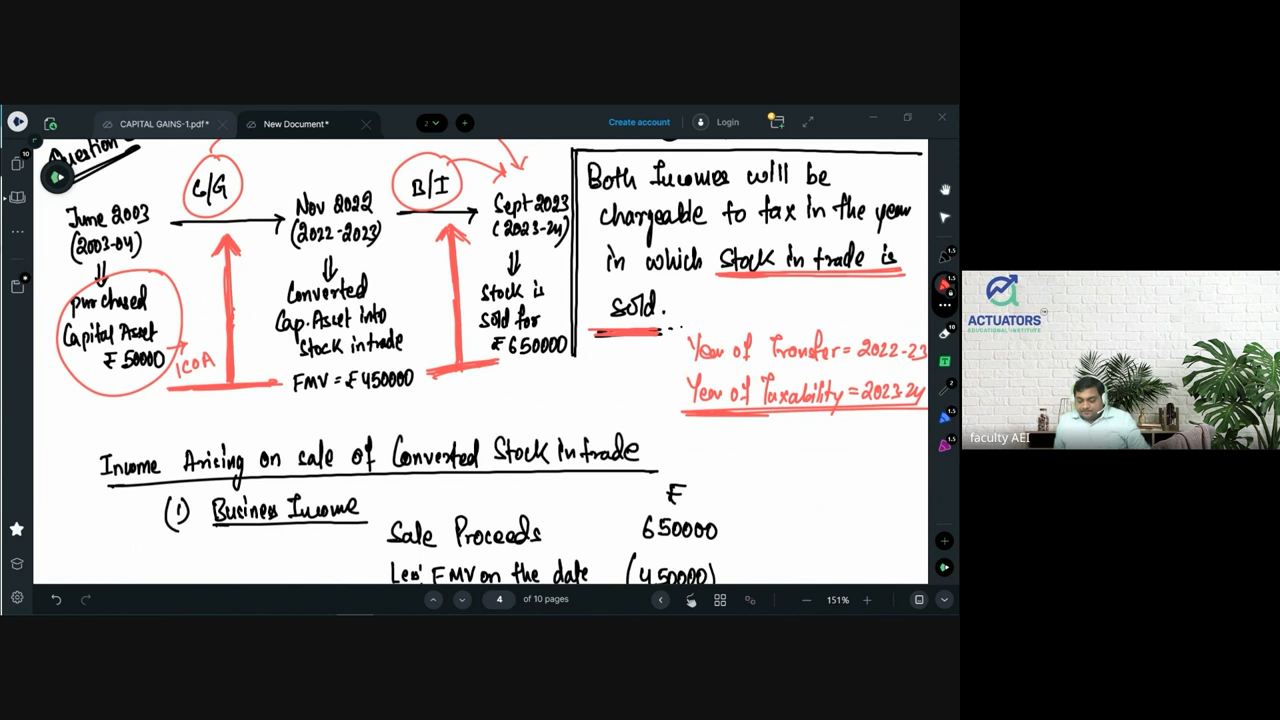 CAPITAL GAINS-1.pdf*
New Document*
2
Create account
Login
Question
C/G
B/I
June 2003
(2003-04)
purchased
Capital Asset
₹ 50000
ICOA
Nov 2022
(2022-2023)
Converted
Cap. Asset into
Stock in trade
FMV = ₹ 450000
Sept 2023
(2023-24)
Stock is
sold for
₹ 650000
Both Incomes will be
chargeable to tax in the year
in which Stock in trade is
sold.
Year of Transfer = 2022-23
Year of Taxability = 2023-24
Income Arising on sale of Converted Stock in trade
(1) Business Income
₹
Sale Proceeds 650000
Less: FMV on the date (450000)
4 of 10 pages
151%
ACTUATORS
EDUCATIONAL INSTITUTE
faculty AEI